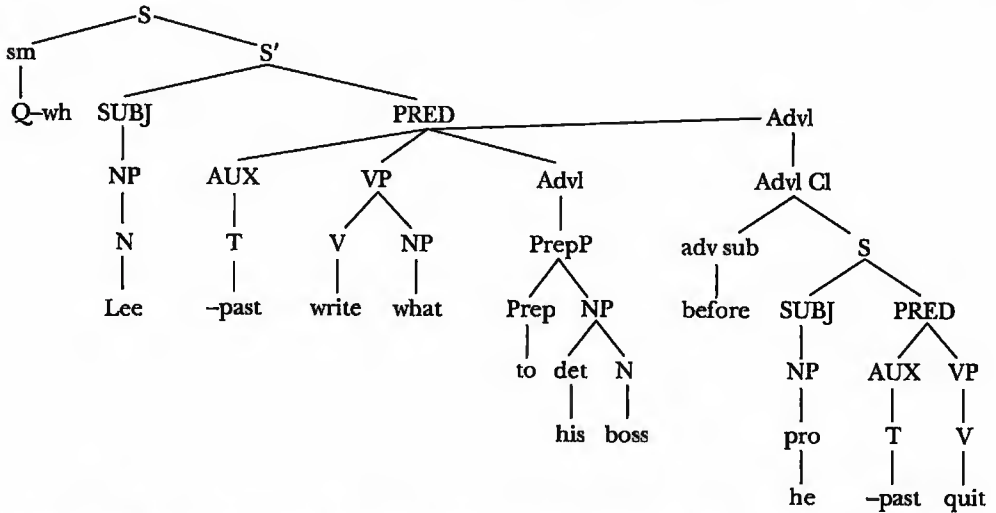 S
sm S'
Q–wh SUBJ PRED Advl
NP AUX VP Advl Advl Cl
N T V NP PrepP adv sub S
Lee –past write what Prep NP before SUBJ PRED
to det N NP AUX VP
his boss pro T V
he –past quit